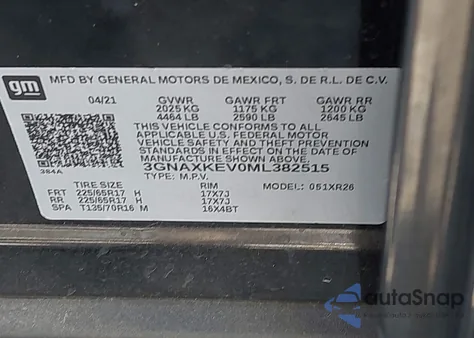 gm
MFD BY GENERAL MOTORS DE MEXICO, S. DE R.L. DE C.V.
04/21 GVWR GAWR FRT GAWR RR
2025 KG 1175 KG 1200 KG
4464 LB 2590 LB 2645 LB
THIS VEHICLE CONFORMS TO ALL
APPLICABLE U.S. FEDERAL MOTOR
VEHICLE SAFETY AND THEFT PREVENTION
STANDARDS IN EFFECT ON THE DATE OF
MANUFACTURE SHOWN ABOVE.
384A 3GNAXKEV0ML382515
TYPE: M.P.V.
TIRE SIZE RIM MODEL: 051XR26
FRT 225/65R17 H 17X7J
RR 225/65R17 H 17X7J
SPA T135/70R16 M 16X4BT
autoSnap